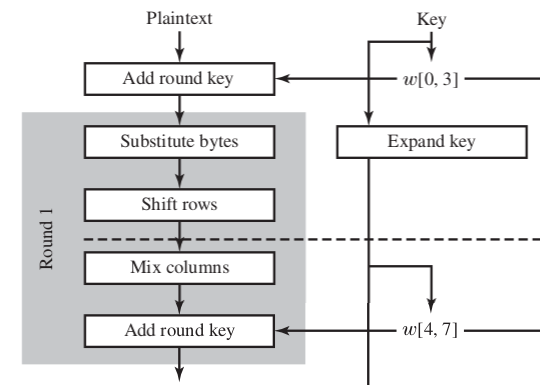 Plaintext
Key
Add round key
w[0, 3]
Substitute bytes
Expand key
Shift rows
Round 1
Mix columns
Add round key
w[4, 7]